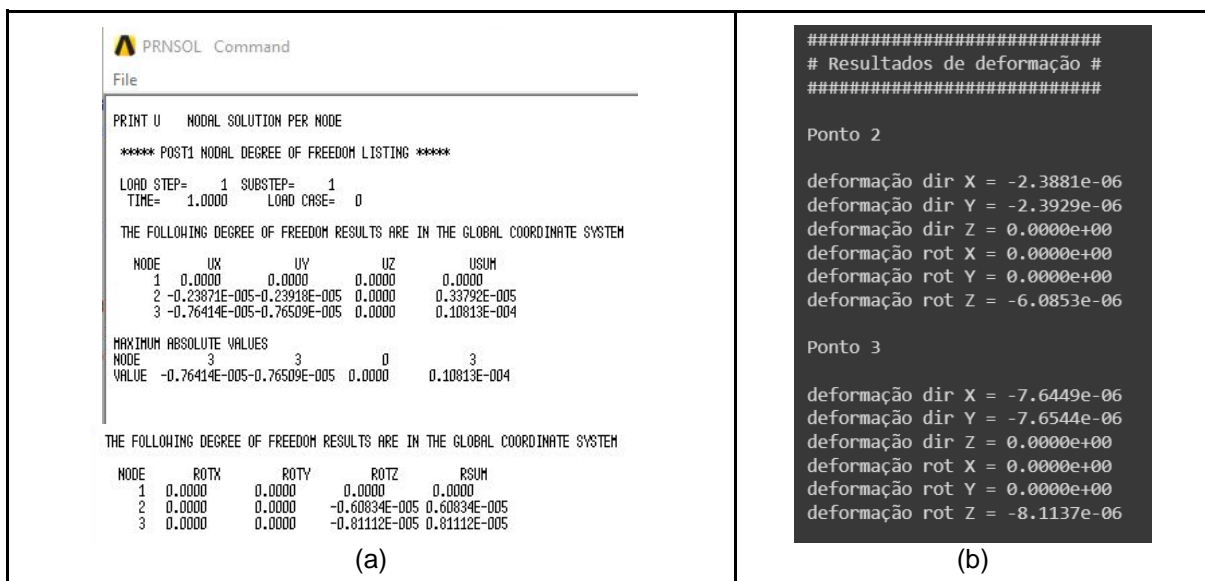 PRNSOL Command
File
PRINT U NODAL SOLUTION PER NODE
***** POST1 NODAL DEGREE OF FREEDOM LISTING *****
LOAD STEP= 1 SUBSTEP= 1
TIME= 1.0000 LOAD CASE= 0
THE FOLLOWING DEGREE OF FREEDOM RESULTS ARE IN THE GLOBAL COORDINATE SYSTEM
NODE UX UY UZ USUM
1 0.0000 0.0000 0.0000 0.0000
2 -0.23871E-005-0.23918E-005 0.0000 0.33792E-005
3 -0.76414E-005-0.76509E-005 0.0000 0.10813E-004
MAXIMUM ABSOLUTE VALUES
NODE 3 3 0 3
VALUE -0.76414E-005-0.76509E-005 0.0000 0.10813E-004
THE FOLLOWING DEGREE OF FREEDOM RESULTS ARE IN THE GLOBAL COORDINATE SYSTEM
NODE ROTX ROTY ROTZ RSUM
1 0.0000 0.0000 0.0000 0.0000
2 0.0000 0.0000 -0.60834E-005 0.60834E-005
3 0.0000 0.0000 -0.81112E-005 0.81112E-005
(a)
############################
# Resultados de deformação #
############################
Ponto 2
deformação dir X = -2.3881e-06
deformação dir Y = -2.3929e-06
deformação dir Z = 0.0000e+00
deformação rot X = 0.0000e+00
deformação rot Y = 0.0000e+00
deformação rot Z = -6.0853e-06
Ponto 3
deformação dir X = -7.6449e-06
deformação dir Y = -7.6544e-06
deformação dir Z = 0.0000e+00
deformação rot X = 0.0000e+00
deformação rot Y = 0.0000e+00
deformação rot Z = -8.1137e-06
(b)